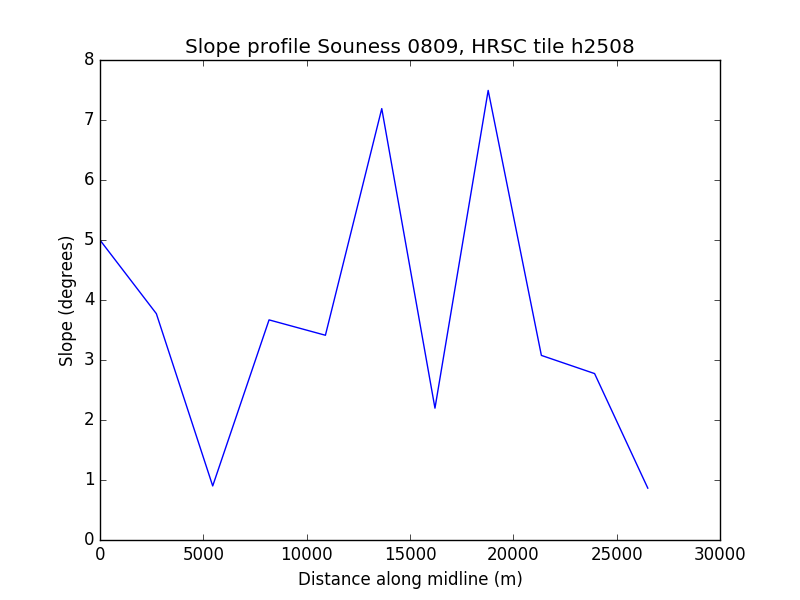 Slope profile Souness 0809, HRSC tile h2508
8
7
6
5
4
3
2
1
0
Slope (degrees)
0 5000 10000 15000 20000 25000 30000
Distance along midline (m)